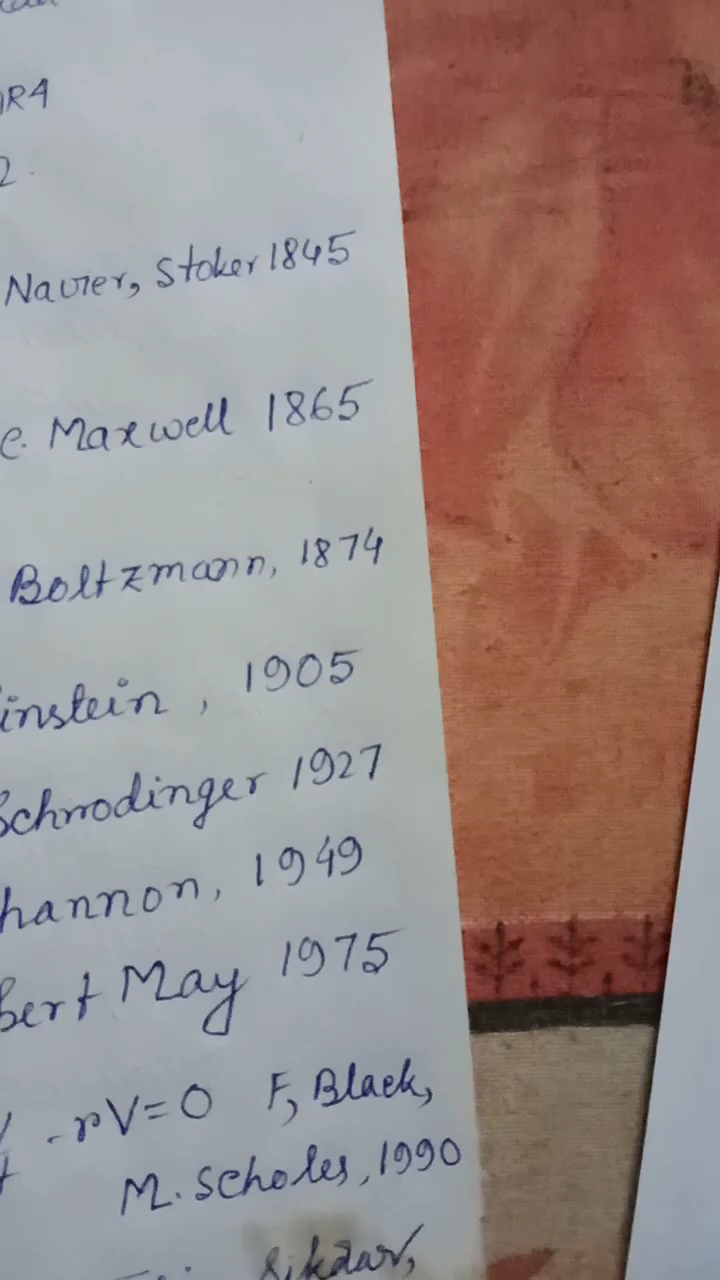 R4
2.
Navier, Stoker 1845
c. Maxwell 1865
Boltzmann, 1874
instein, 1905
Schrodinger 1927
hannon, 1949
bert May 1975
-rV=0 F, Black,
M. Scholes, 1990
Sikdar,